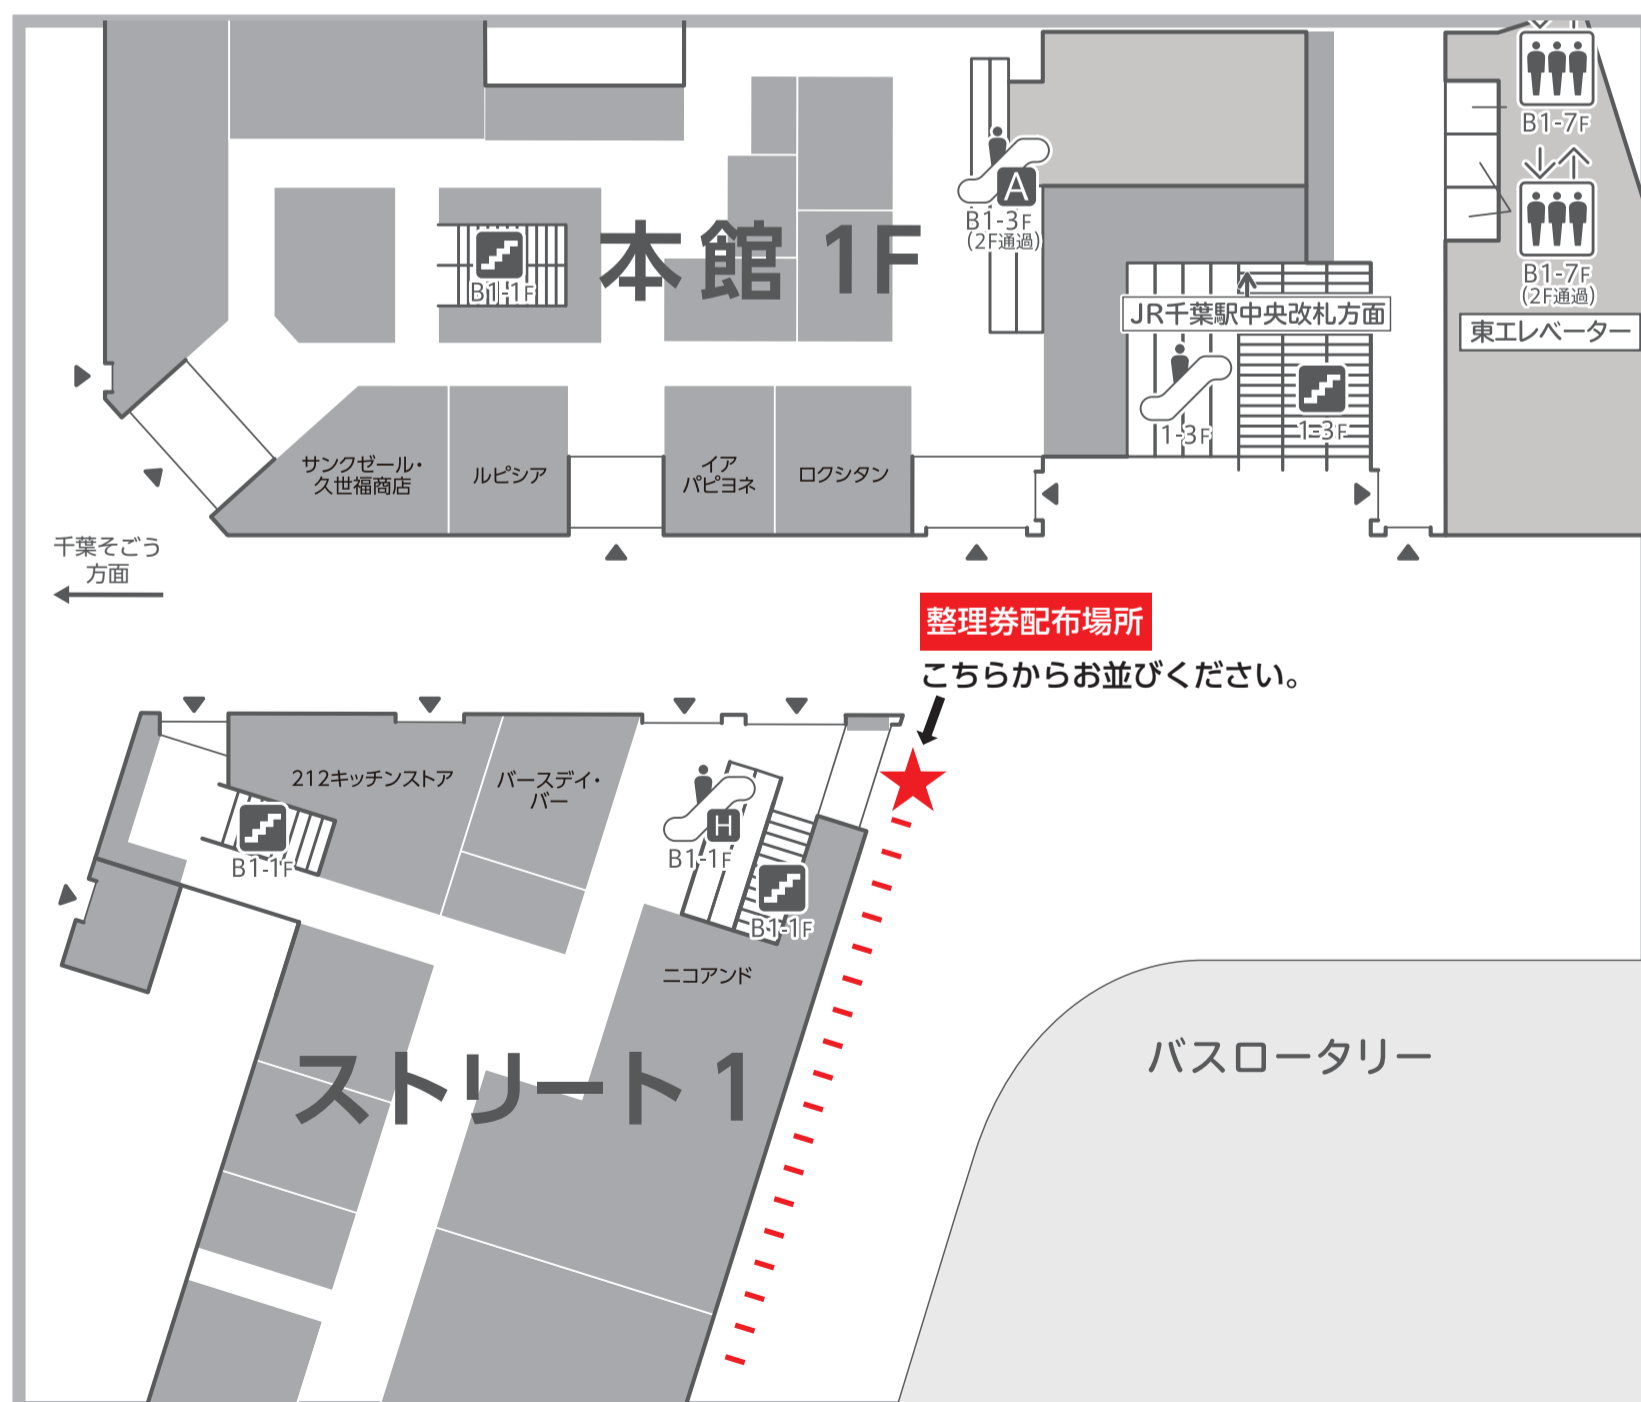 B1-7F
A
B1-3F
(2F通過)
本館 1F
B1-1F
B1-7F
(2F通過)
東エレベーター
JR千葉駅中央改札方面
1-3F
1-3F
サンクゼール・
久世福商店
ルピシア
イア
パピヨネ
ロクシタン
千葉そごう
方面
整理券配布場所
こちらからお並びください。
212キッチンストア
バースデイ・
バー
H
B1-1F
B1-1F
B1-1F
ニコアンド
ストリート1
バスロータリー